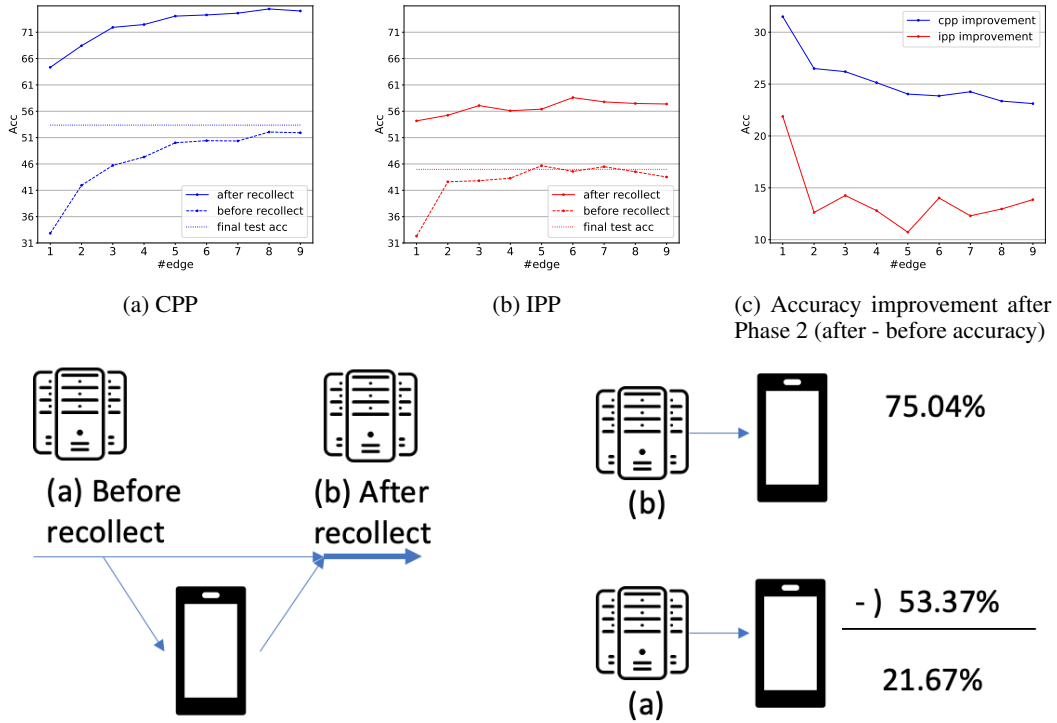 71
66
61
56
51
46
41
36
31
Acc
after recollect
before recollect
final test acc
1 2 3 4 5 6 7 8 9
#edge
(a) CPP
71
66
61
56
51
46
41
36
31
Acc
after recollect
before recollect
final test acc
1 2 3 4 5 6 7 8 9
#edge
(b) IPP
30
25
20
15
10
Acc
cpp improvement
ipp improvement
1 2 3 4 5 6 7 8 9
#edge
(c) Accuracy improvement after
Phase 2 (after - before accuracy)
(a) Before
recollect
(b) After
recollect
(b)
75.04%
(a)
- ) 53.37%
21.67%